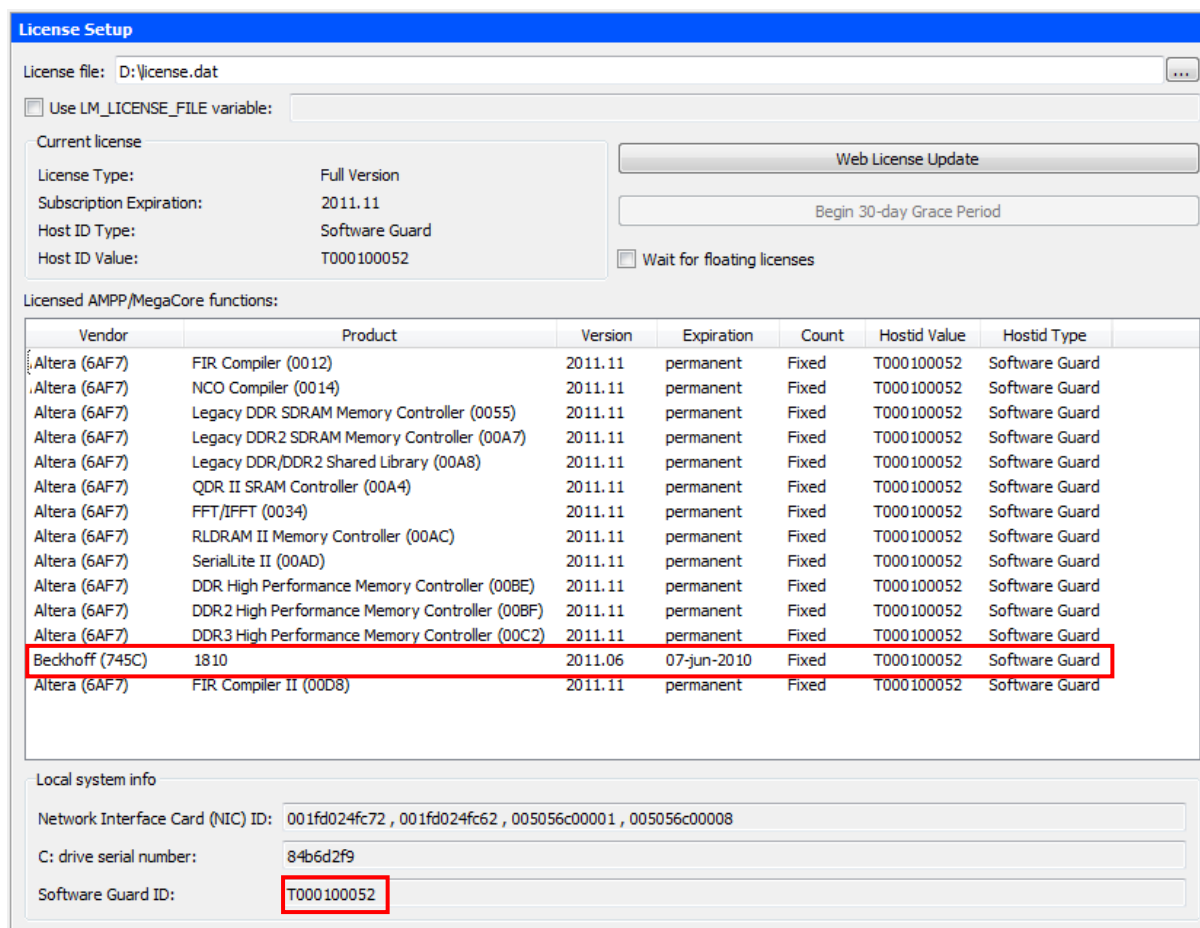 License Setup
License file: D:\license.dat ...
Use LM_LICENSE_FILE variable:
Current license
License Type: Full Version
Subscription Expiration: 2011.11
Host ID Type: Software Guard
Host ID Value: T000100052
Web License Update
Begin 30-day Grace Period
Wait for floating licenses
Licensed AMPP/MegaCore functions:
Vendor Product Version Expiration Count Hostid Value Hostid Type
Altera (6AF7) FIR Compiler (0012) 2011.11 permanent Fixed T000100052 Software Guard
Altera (6AF7) NCO Compiler (0014) 2011.11 permanent Fixed T000100052 Software Guard
Altera (6AF7) Legacy DDR SDRAM Memory Controller (0055) 2011.11 permanent Fixed T000100052 Software Guard
Altera (6AF7) Legacy DDR2 SDRAM Memory Controller (00A7) 2011.11 permanent Fixed T000100052 Software Guard
Altera (6AF7) Legacy DDR/DDR2 Shared Library (00A8) 2011.11 permanent Fixed T000100052 Software Guard
Altera (6AF7) QDR II SRAM Controller (00A4) 2011.11 permanent Fixed T000100052 Software Guard
Altera (6AF7) FFT/IFFT (0034) 2011.11 permanent Fixed T000100052 Software Guard
Altera (6AF7) RLDRAM II Memory Controller (00AC) 2011.11 permanent Fixed T000100052 Software Guard
Altera (6AF7) SerialLite II (00AD) 2011.11 permanent Fixed T000100052 Software Guard
Altera (6AF7) DDR High Performance Memory Controller (00BE) 2011.11 permanent Fixed T000100052 Software Guard
Altera (6AF7) DDR2 High Performance Memory Controller (00BF) 2011.11 permanent Fixed T000100052 Software Guard
Altera (6AF7) DDR3 High Performance Memory Controller (00C2) 2011.11 permanent Fixed T000100052 Software Guard
Beckhoff (745C) 1810 2011.06 07-jun-2010 Fixed T000100052 Software Guard
Altera (6AF7) FIR Compiler II (00D8) 2011.11 permanent Fixed T000100052 Software Guard
Local system info
Network Interface Card (NIC) ID: 001fd024fc72 , 001fd024fc62 , 005056c00001 , 005056c00008
C: drive serial number: 84b6d2f9
Software Guard ID: T000100052